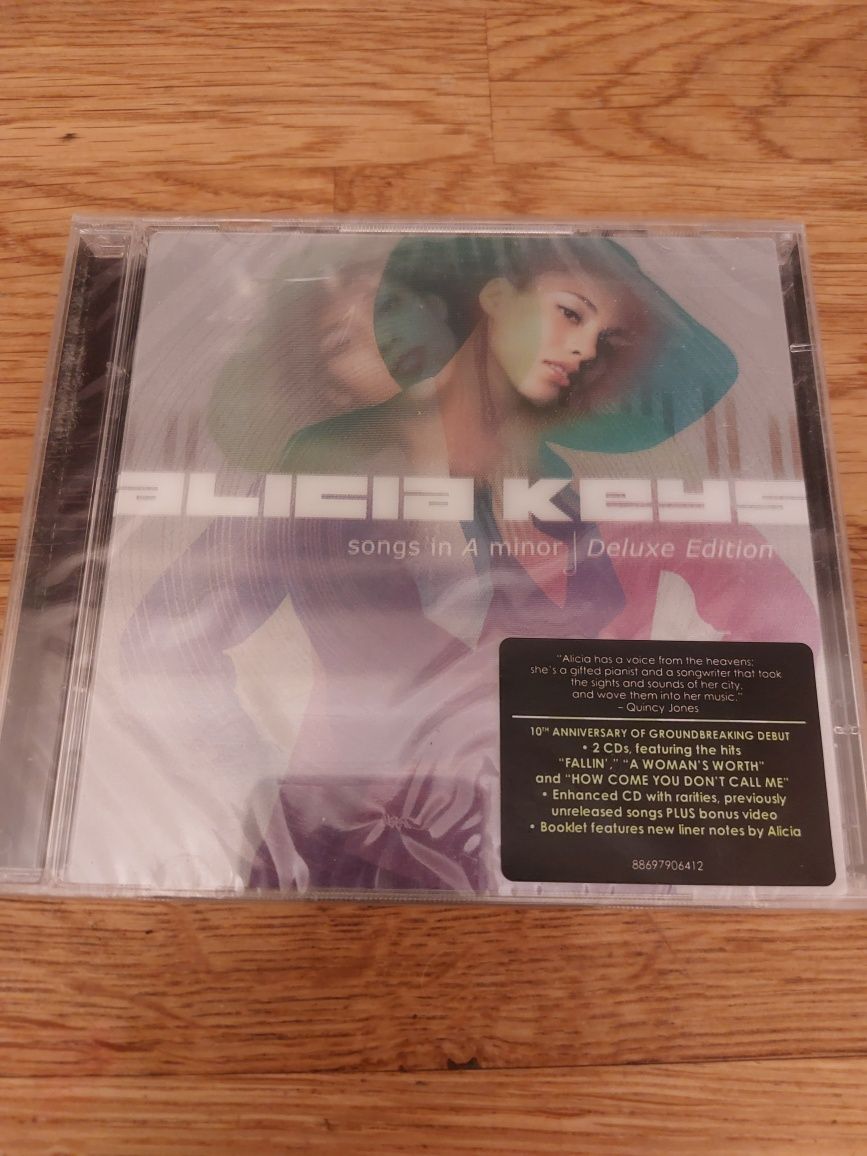 aLICIa Keys
songs in A minor | Deluxe Edition
"Alicia has a voice from the heavens;
she's a gifted pianist and a songwriter that took
the sights and sounds of her city,
and wove them into her music."
– Quincy Jones
10TH ANNIVERSARY OF GROUNDBREAKING DEBUT
• 2 CDs, featuring the hits
"FALLIN'," "A WOMAN'S WORTH"
and "HOW COME YOU DON'T CALL ME"
• Enhanced CD with rarities, previously
unreleased songs PLUS bonus video
• Booklet features new liner notes by Alicia
88697906412